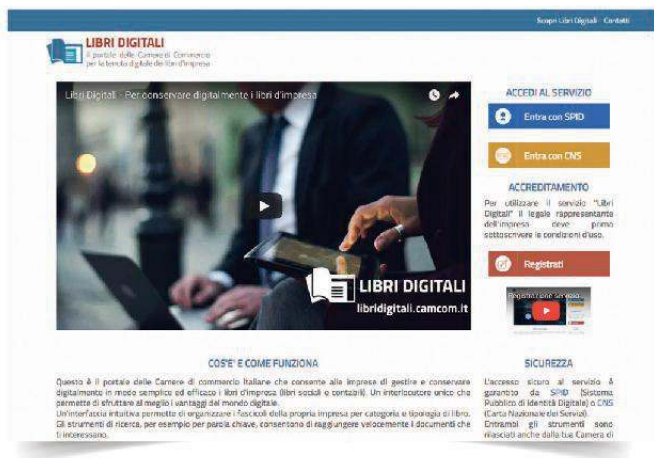 Scopri Libri Digitali Contatti
LIBRI DIGITALI
Il portale delle Camere di Commercio
per la tenuta digitale dei libri d'impresa
Libri Digitali - Per conservare digitalmente i libri d'impresa
LIBRI DIGITALI
libridigitali.camcom.it
ACCEDI AL SERVIZIO
Entra con SPID
Entra con CNS
ACCREDITAMENTO
Per utilizzare il servizio "Libri
Digitali" il legale rappresentante
dell'impresa deve prima
sottoscrivere le condizioni d'uso.
Registrati
Registrazione servizio...
COS'E' E COME FUNZIONA
Questo è il portale delle Camere di commercio italiane che consente alle imprese di gestire e conservare
digitalmente in modo semplice ed efficace i libri d'impresa (libri sociali e contabili). Un interlocutore unico che
permette di sfruttare al meglio i vantaggi del mondo digitale.
Un'interfaccia intuitiva permette di organizzare i fascicoli della propria impresa per categoria e tipologia di libro.
Gli strumenti di ricerca, per esempio per parola chiave, consentono di raggiungere velocemente i documenti che
ti interessano.
SICUREZZA
L'accesso sicuro al servizio è
garantito da SPID (Sistema
Pubblico di Identità Digitale) o CNS
(Carta Nazionale dei Servizi).
Entrambi gli strumenti sono
rilasciati anche dalla tua Camera di